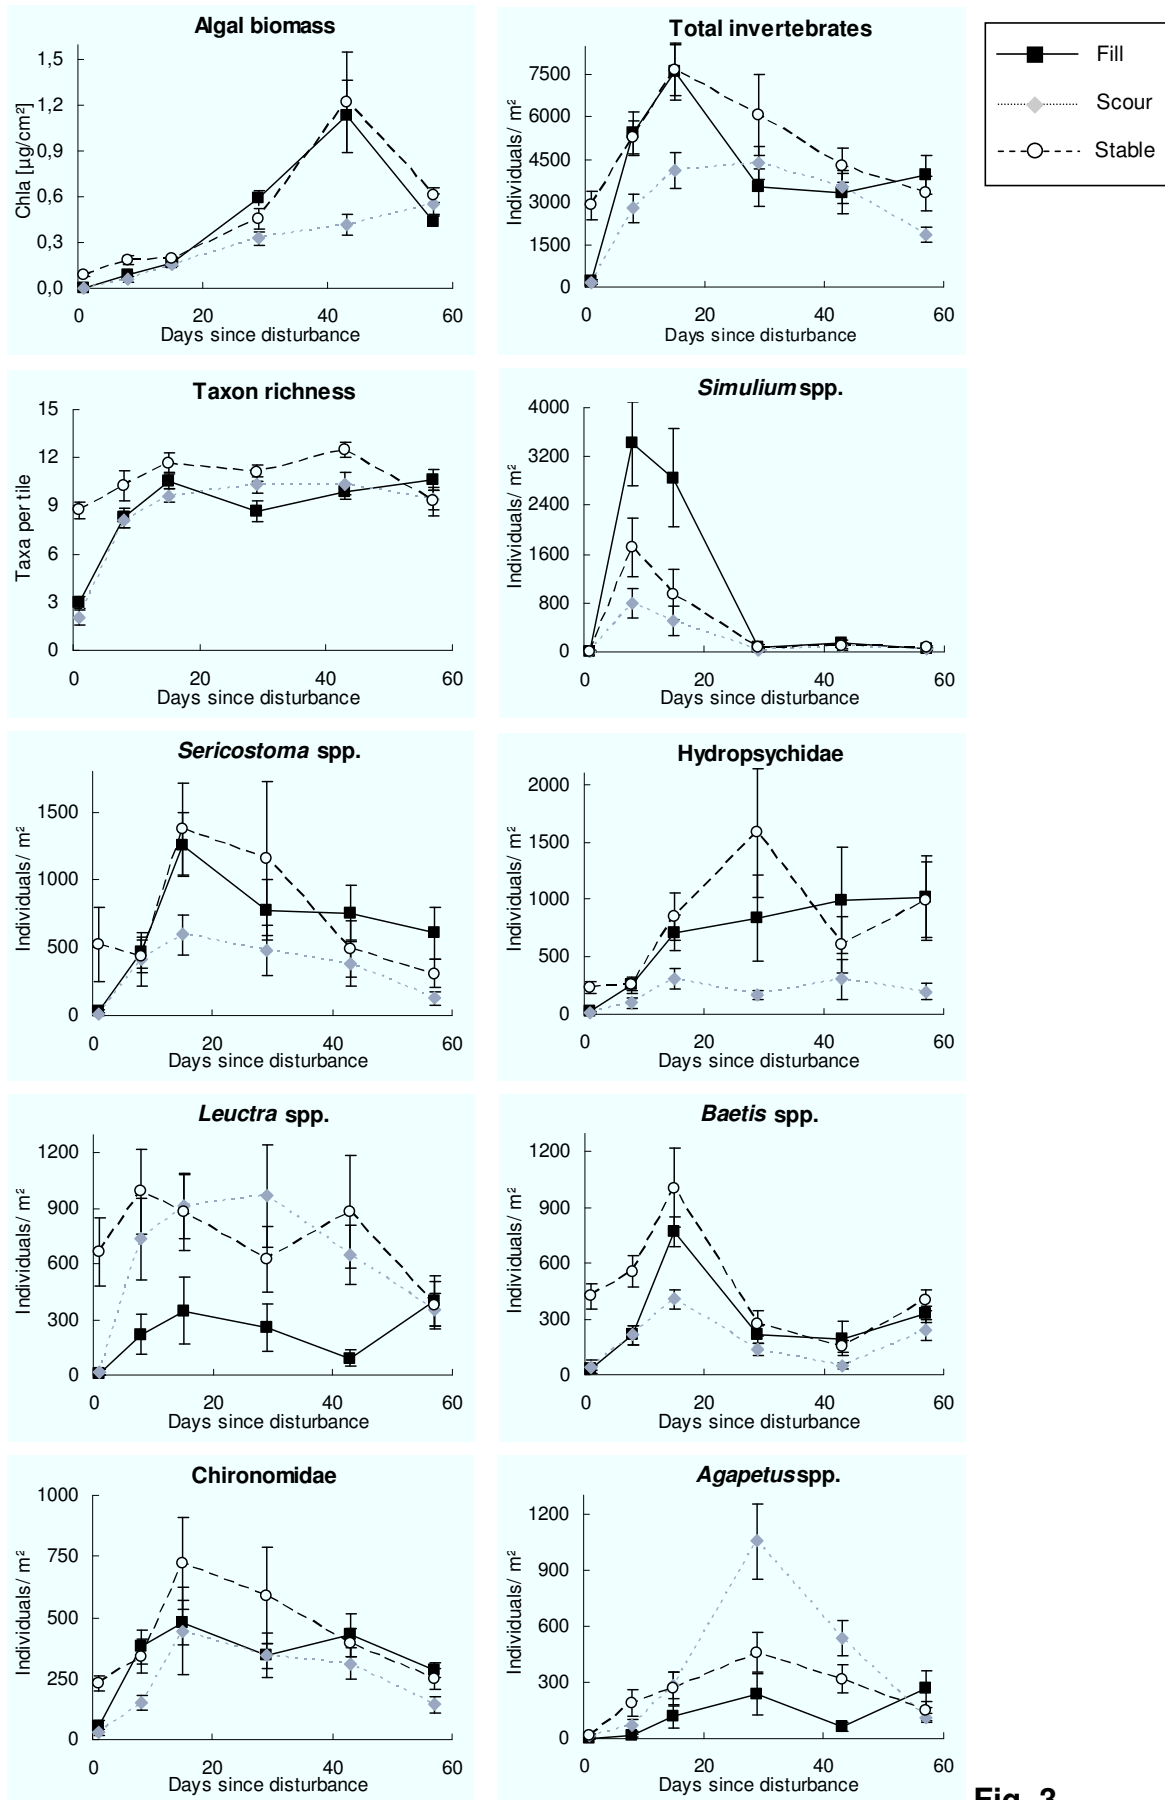 Algal biomass
Chla [µg/cm²]
1,5
1,2
0,9
0,6
0,3
0,0
0 20 40 60
Days since disturbance
Total invertebrates
Individuals/ m²
7500
6000
4500
3000
1500
0
0 20 40 60
Days since disturbance
Fill
Scour
Stable
Taxon richness
Taxa per tile
15
12
9
6
3
0
0 20 40 60
Days since disturbance
Simulium spp.
Individuals/ m²
4000
3200
2400
1600
800
0
0 20 40 60
Days since disturbance
Sericostoma spp.
Individuals/ m²
1500
1000
500
0
0 20 40 60
Days since disturbance
Hydropsychidae
Individuals/ m²
2000
1500
1000
500
0
0 20 40 60
Days since disturbance
Leuctra spp.
Individuals/ m²
1200
900
600
300
0
0 20 40 60
Days since disturbance
Baetis spp.
Individuals/ m²
1200
900
600
300
0
0 20 40 60
Days since disturbance
Chironomidae
Individuals/ m²
1000
750
500
250
0
0 20 40 60
Days since disturbance
Agapetus spp.
Individuals/ m²
1200
900
600
300
0
0 20 40 60
Days since disturbance
Fig. 3